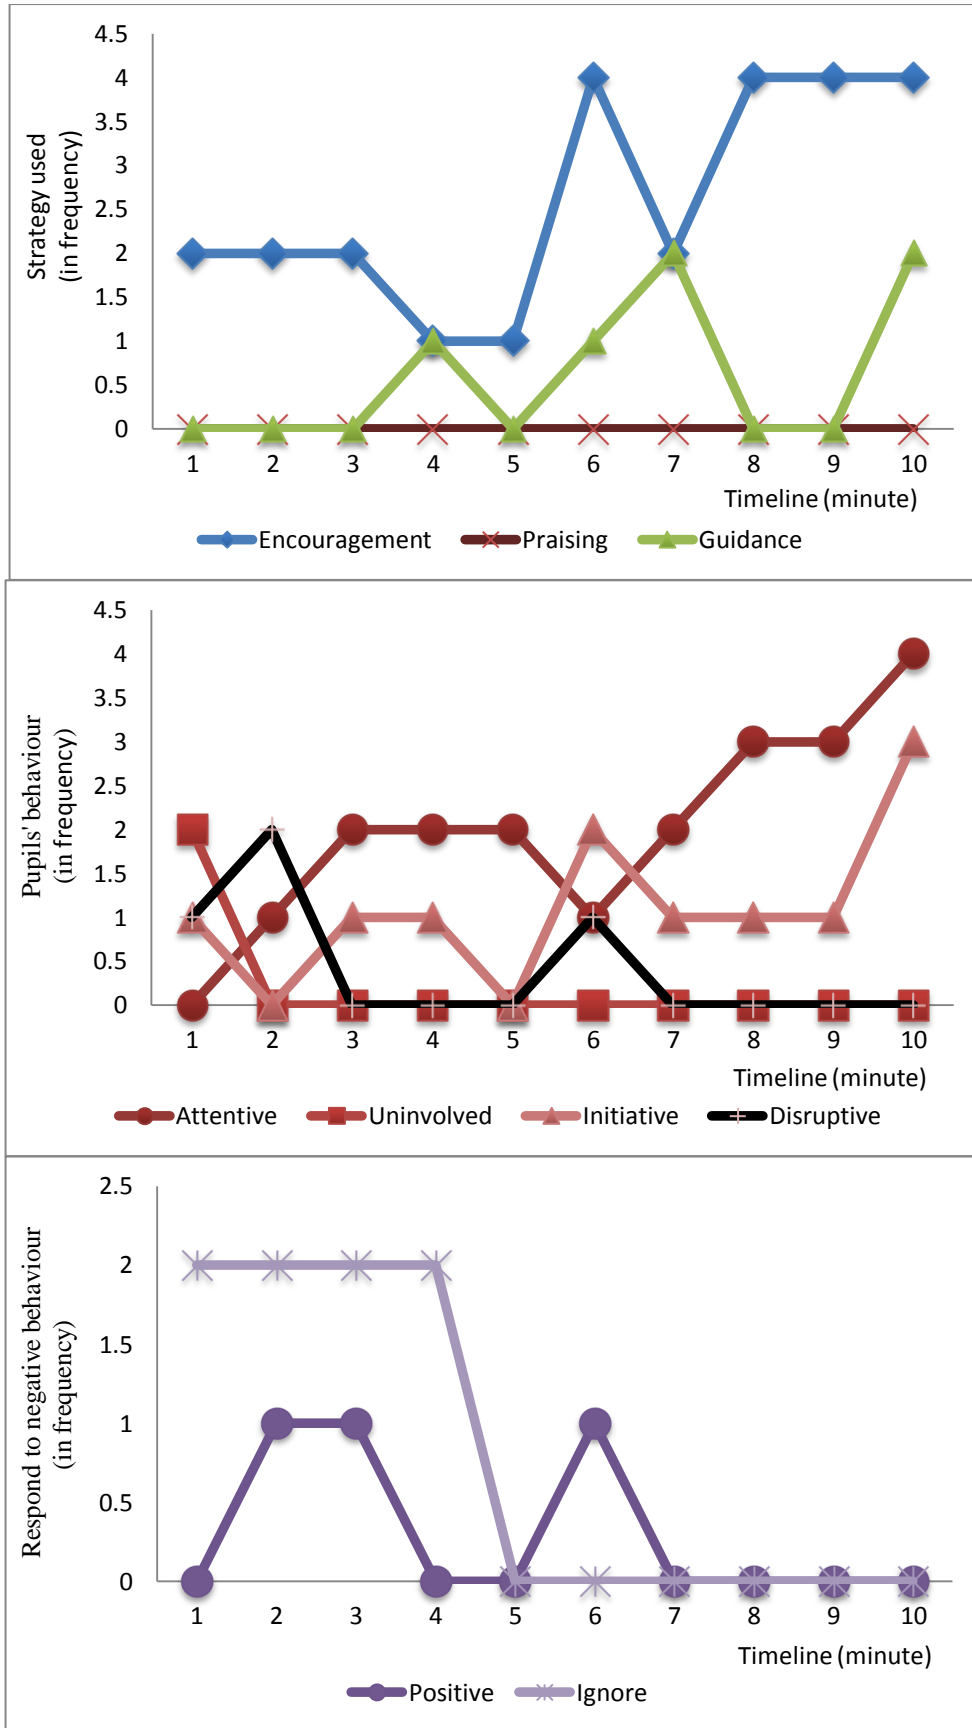 4.5
4
3.5
3
2.5
2
1.5
1
0.5
0
Strategy used
(in frequency)
1 2 3 4 5 6 7 8 9 10
Timeline (minute)
Encouragement Praising Guidance
4.5
4
3.5
3
2.5
2
1.5
1
0.5
0
Pupils' behaviour
(in frequency)
1 2 3 4 5 6 7 8 9 10
Timeline (minute)
Attentive Uninvolved Initiative Disruptive
2.5
2
1.5
1
0.5
0
Respond to negative behaviour
(in frequency)
1 2 3 4 5 6 7 8 9 10
Timeline (minute)
Positive Ignore